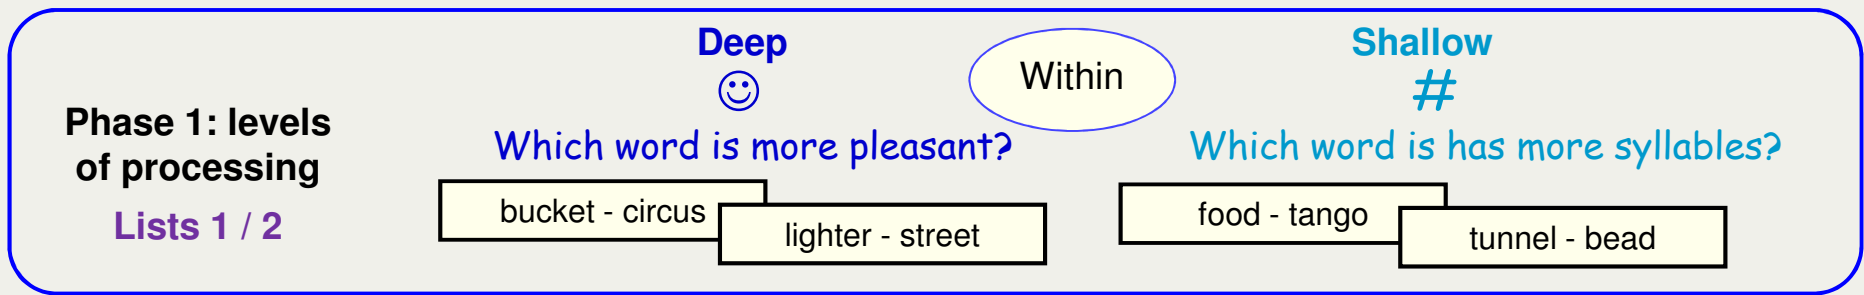 Phase 1: levels
of processing
Lists 1 / 2
Deep
Which word is more pleasant?
bucket - circus
lighter - street
Within
Shallow
#
Which word is has more syllables?
food - tango
tunnel - bead